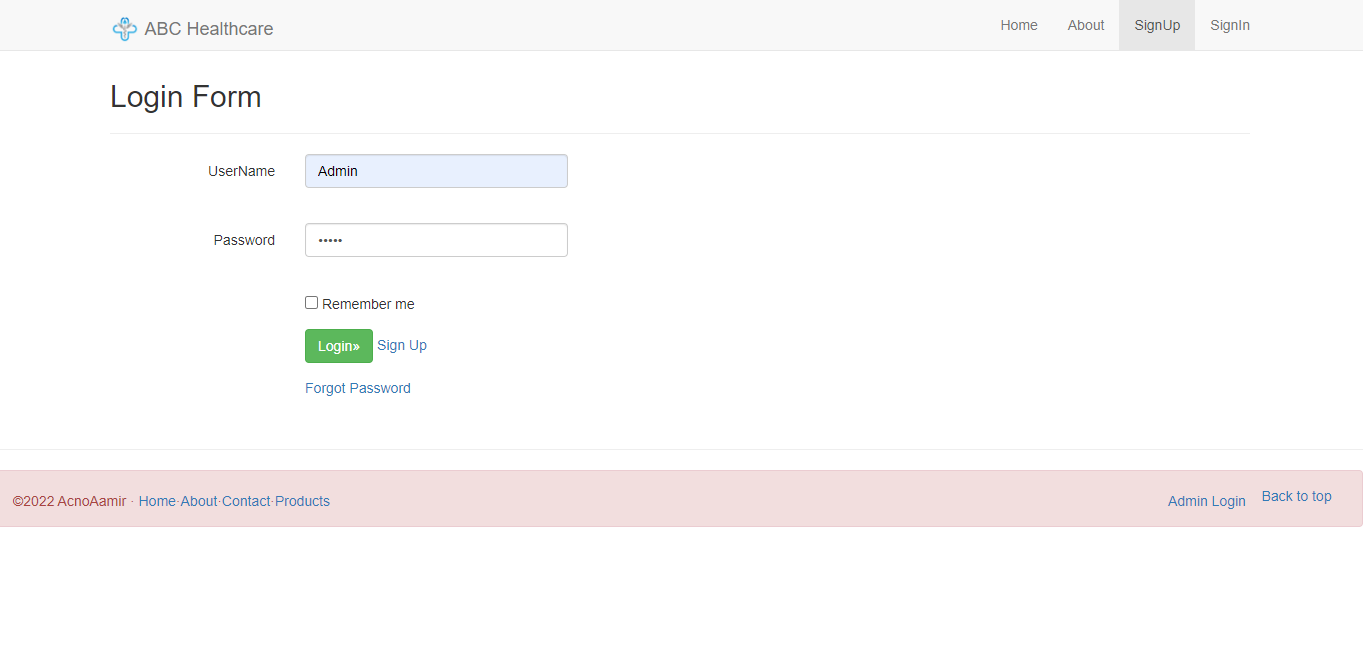 ABC Healthcare Home About SignUp SignIn
Login Form
UserName Admin
Password •••••
Remember me
Login» Sign Up
Forgot Password
©2022 AcnoAamir · Home·About·Contact·Products Admin Login Back to top